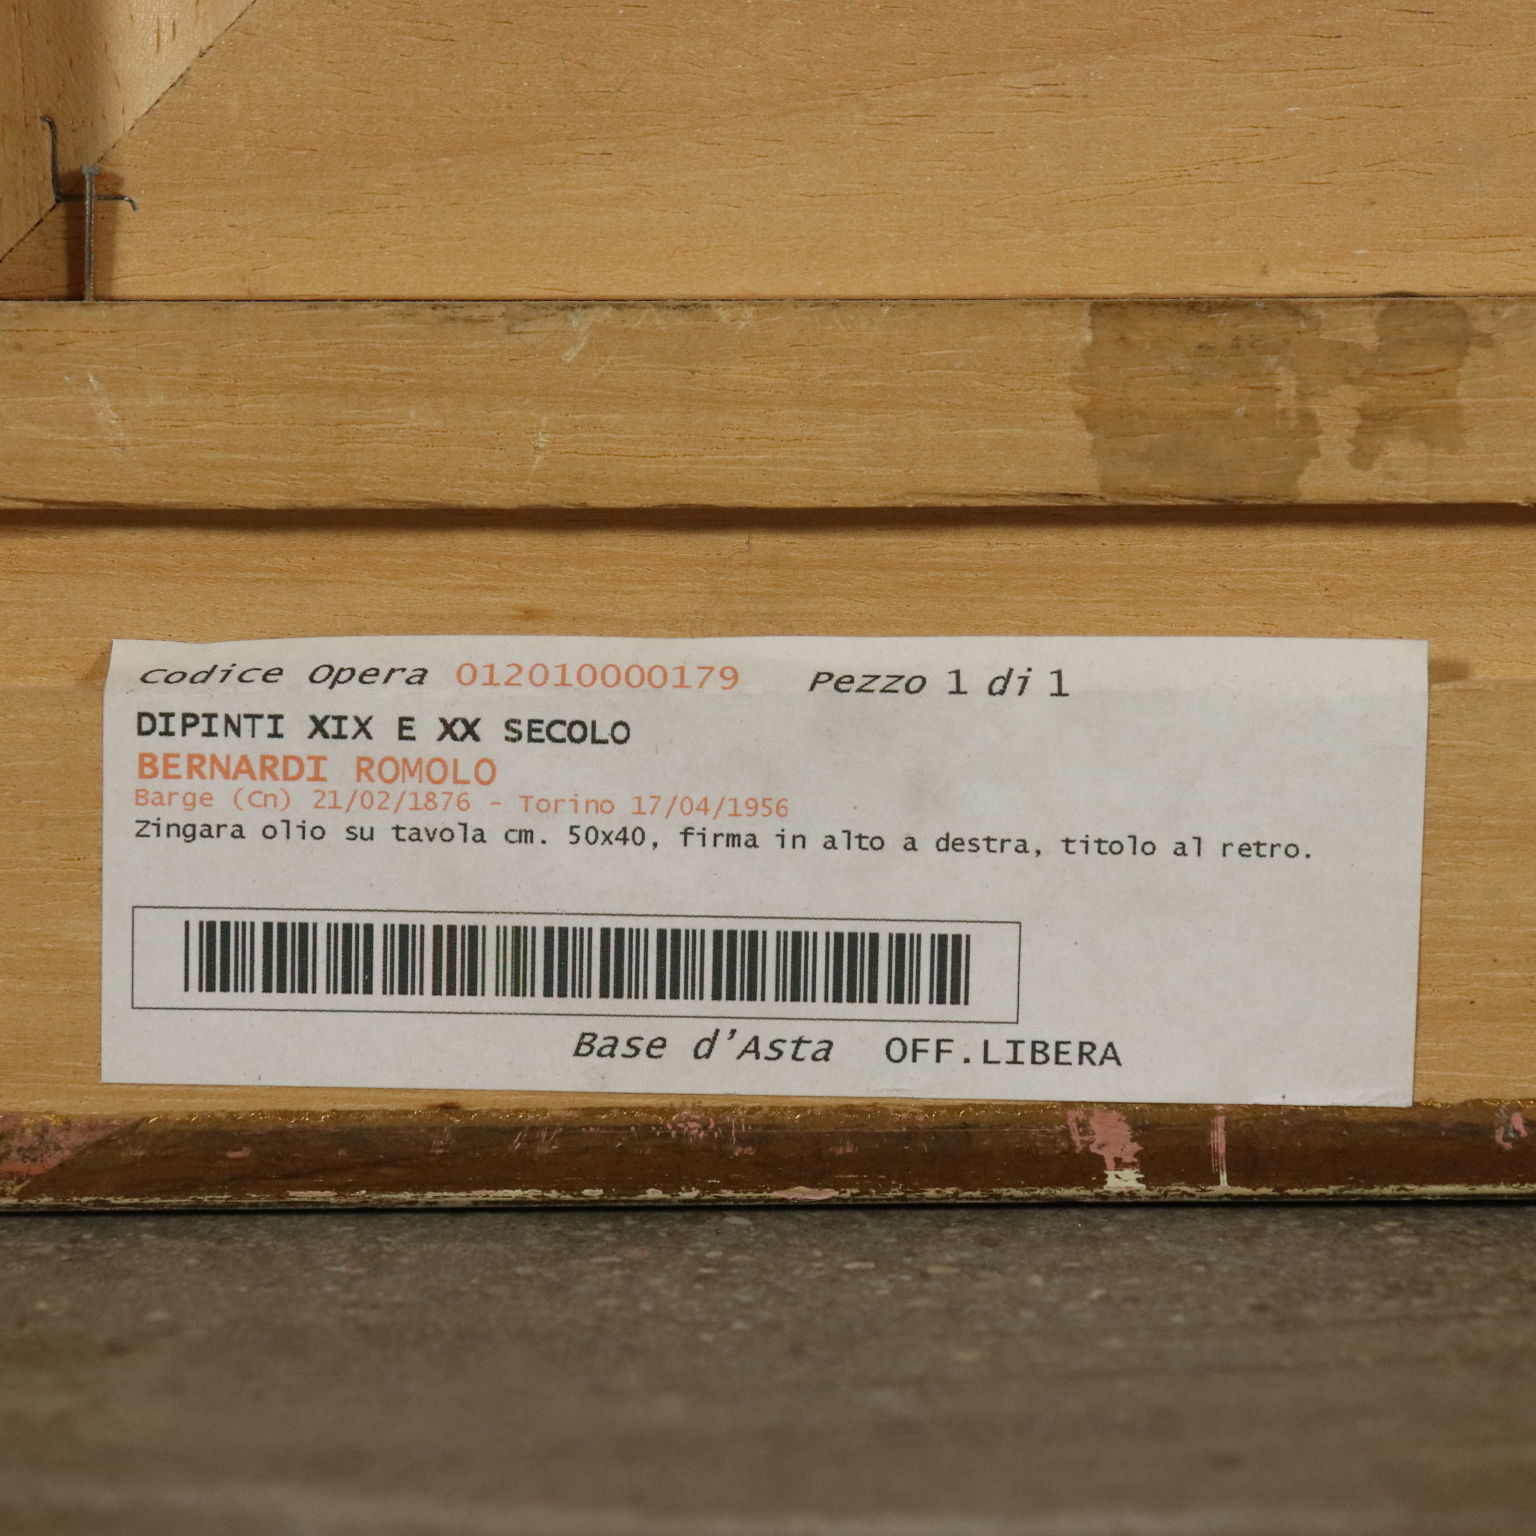 Codice Opera 012010000179 Pezzo 1 di 1
DIPINTI XIX E XX SECOLO
BERNARDI ROMOLO
Barge (Cn) 21/02/1876 - Torino 17/04/1956
Zingara olio su tavola cm. 50x40, firma in alto a destra, titolo al retro.
Base d'Asta OFF.LIBERA